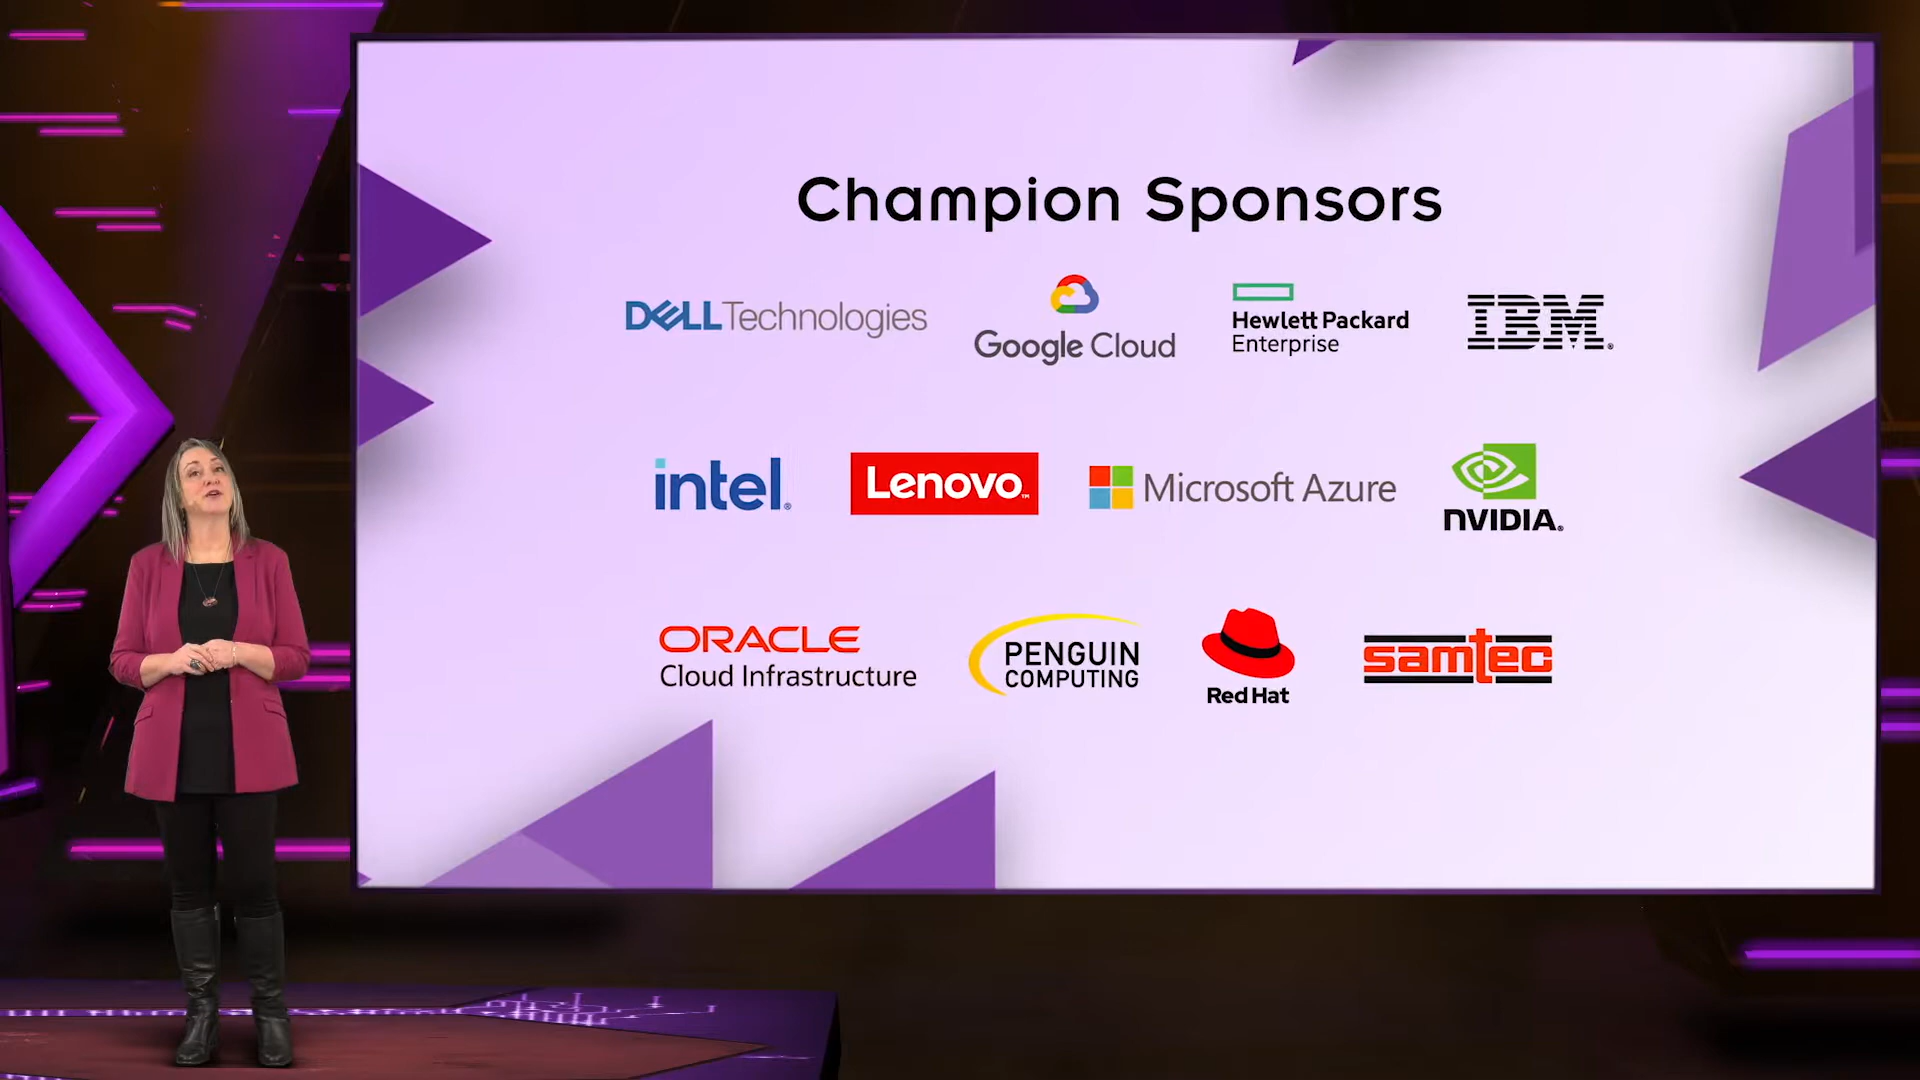 Champion Sponsors
DELL Technologies
Google Cloud
Hewlett Packard
Enterprise
IBM®
intel®
Lenovo™
Microsoft Azure
NVIDIA®
ORACLE
Cloud Infrastructure
PENGUIN
COMPUTING
Red Hat
samtec